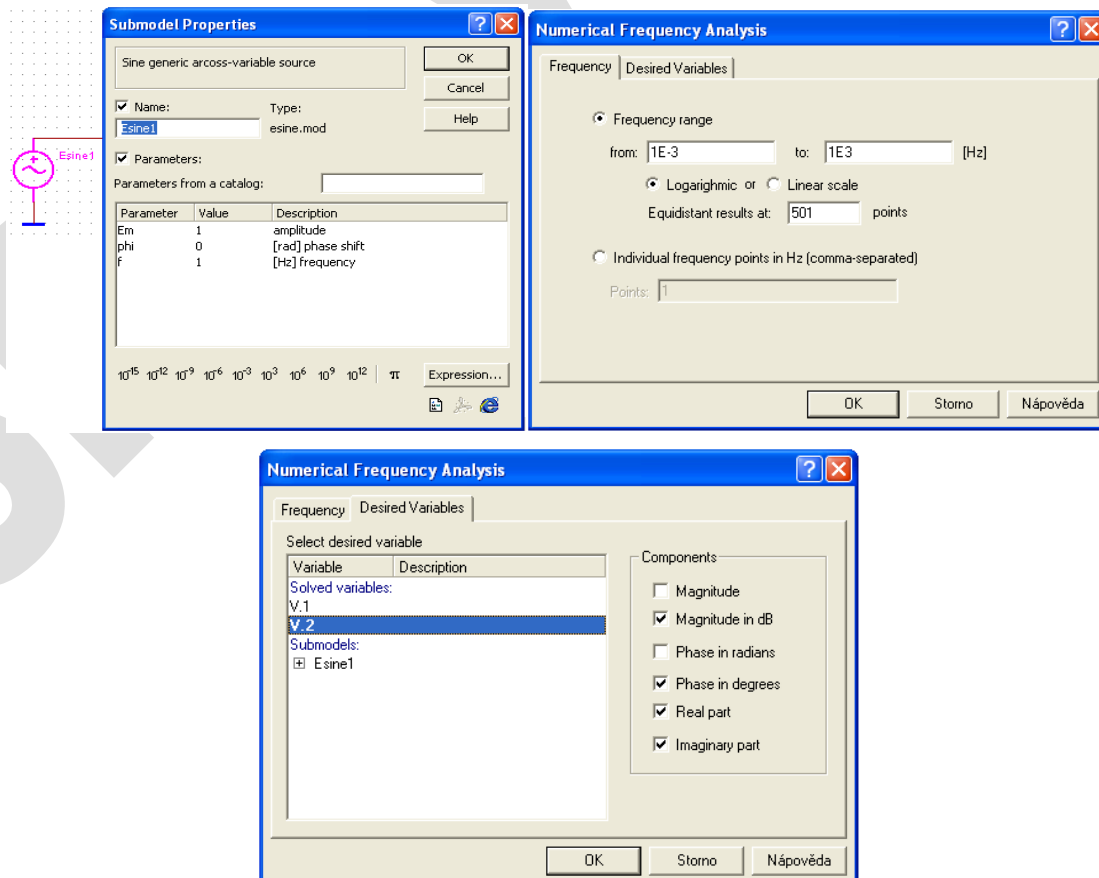 Esine1
Submodel Properties
Sine generic arcoss-variable source
OK
Cancel
Help
Name:
Type:
Esine1
esine.mod
Parameters:
Parameters from a catalog:
Parameter Value Description
Em 1 amplitude
phi 0 [rad] phase shift
f 1 [Hz] frequency
10⁻¹⁵ 10⁻¹² 10⁻⁹ 10⁻⁶ 10⁻³ 10³ 10⁶ 10⁹ 10¹² π Expression...
Numerical Frequency Analysis
Frequency Desired Variables
Frequency range
from: 1E-3 to: 1E3 [Hz]
Logarighmic or Linear scale
Equidistant results at: 501 points
Individual frequency points in Hz (comma-separated)
Points: 1
OK Storno Nápověda
Numerical Frequency Analysis
Frequency Desired Variables
Select desired variable
Variable Description
Solved variables:
V.1
V.2
Submodels:
Esine1
Components
Magnitude
Magnitude in dB
Phase in radians
Phase in degrees
Real part
Imaginary part
OK Storno Nápověda